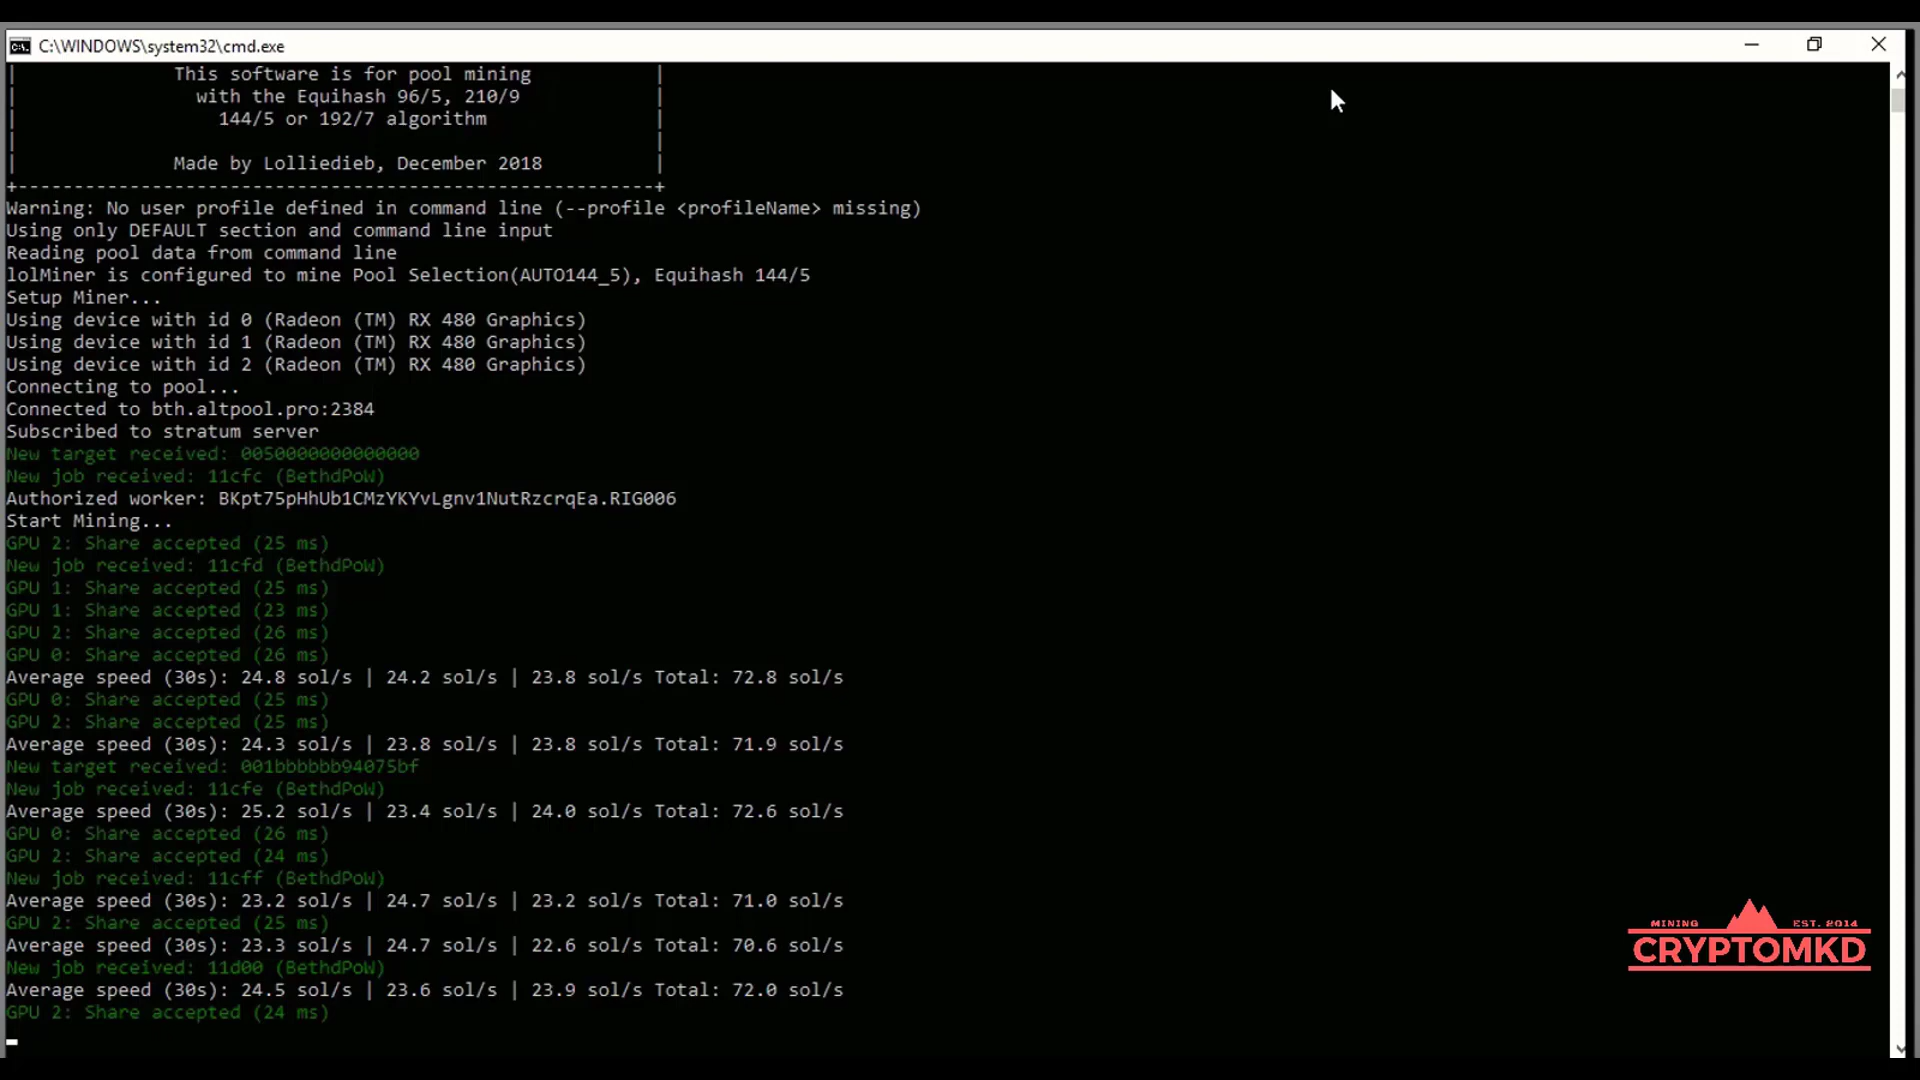 C:\WINDOWS\system32\cmd.exe
| This software is for pool mining |
| with the Equihash 96/5, 210/9 |
| 144/5 or 192/7 algorithm |
| |
| Made by Lolliedieb, December 2018 |
+----------------------------------------------------------+
Warning: No user profile defined in command line (--profile <profileName> missing)
Using only DEFAULT section and command line input
Reading pool data from command line
lolMiner is configured to mine Pool Selection(AUTO144_5), Equihash 144/5
Setup Miner...
Using device with id 0 (Radeon (TM) RX 480 Graphics)
Using device with id 1 (Radeon (TM) RX 480 Graphics)
Using device with id 2 (Radeon (TM) RX 480 Graphics)
Connecting to pool...
Connected to bth.altpool.pro:2384
Subscribed to stratum server
New target received: 0050000000000000
New job received: 11cfc (BethdPoW)
Authorized worker: BKpt75pHhUb1CMzYKYvLgnv1NutRzcrqEa.RIG006
Start Mining...
GPU 2: Share accepted (25 ms)
New job received: 11cfd (BethdPoW)
GPU 1: Share accepted (25 ms)
GPU 1: Share accepted (23 ms)
GPU 2: Share accepted (26 ms)
GPU 0: Share accepted (26 ms)
Average speed (30s): 24.8 sol/s | 24.2 sol/s | 23.8 sol/s Total: 72.8 sol/s
GPU 0: Share accepted (25 ms)
GPU 2: Share accepted (25 ms)
Average speed (30s): 24.3 sol/s | 23.8 sol/s | 23.8 sol/s Total: 71.9 sol/s
New target received: 001bbbbbb94075bf
New job received: 11cfe (BethdPoW)
Average speed (30s): 25.2 sol/s | 23.4 sol/s | 24.0 sol/s Total: 72.6 sol/s
GPU 0: Share accepted (26 ms)
GPU 2: Share accepted (24 ms)
New job received: 11cff (BethdPoW)
Average speed (30s): 23.2 sol/s | 24.7 sol/s | 23.2 sol/s Total: 71.0 sol/s
GPU 2: Share accepted (25 ms)
Average speed (30s): 23.3 sol/s | 24.7 sol/s | 22.6 sol/s Total: 70.6 sol/s
New job received: 11d00 (BethdPoW)
Average speed (30s): 24.5 sol/s | 23.6 sol/s | 23.9 sol/s Total: 72.0 sol/s
GPU 2: Share accepted (24 ms)
MINING EST. 2014
CRYPTOMKD